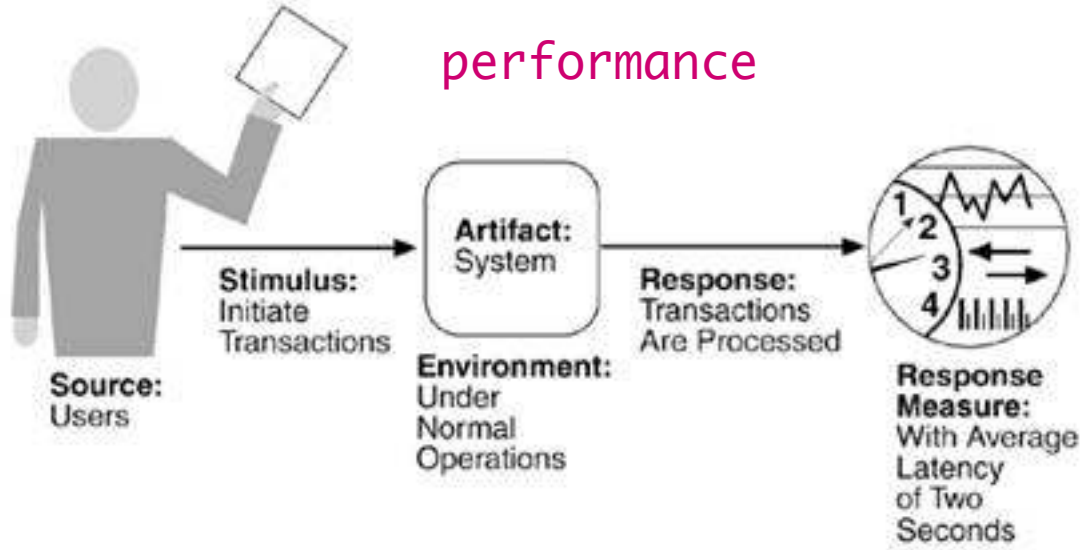 performance
Artifact:
System
Stimulus:
Initiate
Transactions
Response:
Transactions
Are Processed
1
2
3
4
Source:
Users
Environment:
Under
Normal
Operations
Response
Measure:
With Average
Latency
of Two
Seconds